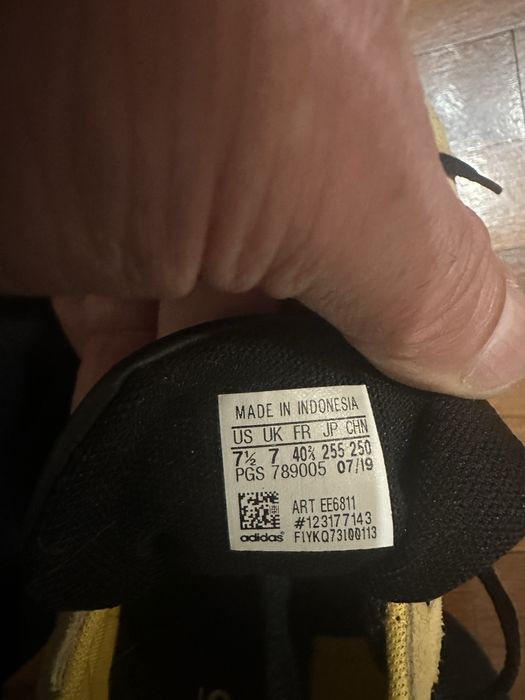 MADE IN INDONESIA
US UK FR JP CHN
7½ 7 40⅔ 255 250
PGS 789005 07/19
ART EE6811
#123177143
adidas FIYKQ73I00113